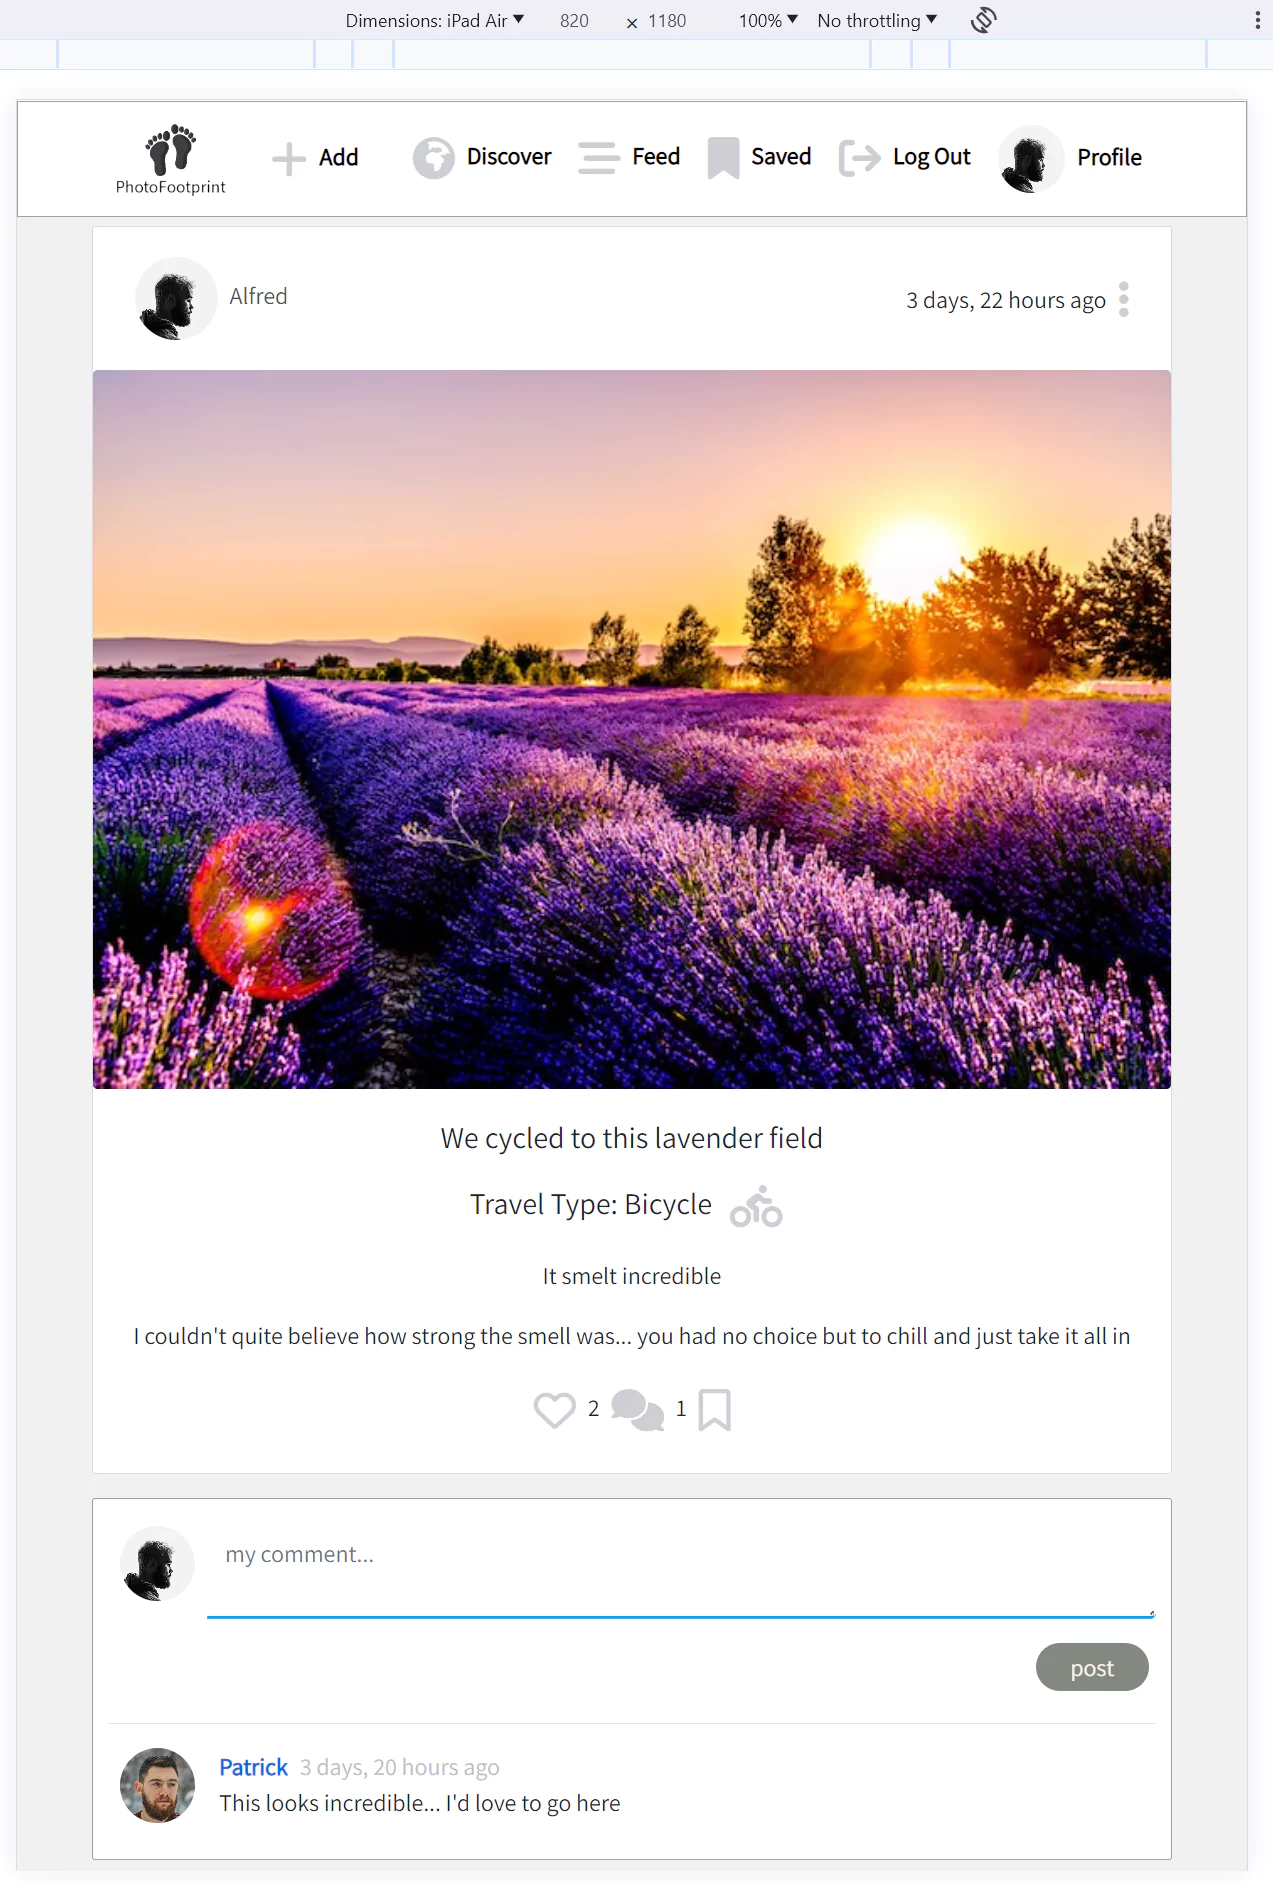 Dimensions: iPad Air ▼ 820 × 1180 100% ▼ No throttling ▼
PhotoFootprint
Add Discover Feed Saved Log Out Profile
Alfred 3 days, 22 hours ago
We cycled to this lavender field
Travel Type: Bicycle
It smelt incredible
I couldn't quite believe how strong the smell was... you had no choice but to chill and just take it all in
2 1
my comment...
post
Patrick 3 days, 20 hours ago
This looks incredible... I'd love to go here